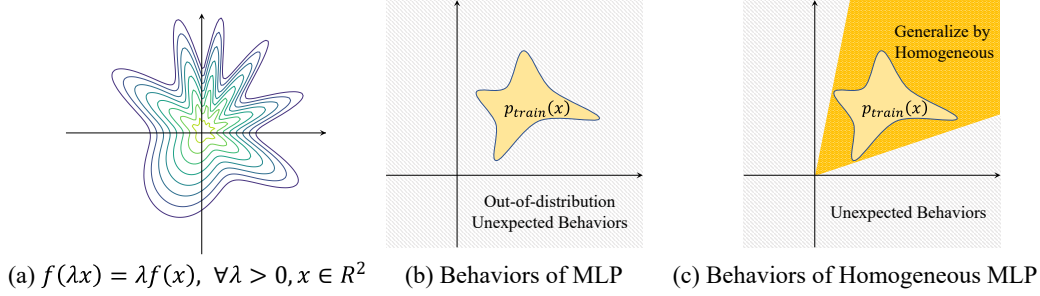 Generalize by
Homogeneous
p_train(x)
p_train(x)
Out-of-distribution
Unexpected Behaviors
Unexpected Behaviors
(a) f(λx) = λf(x), ∀λ > 0, x ∈ R²
(b) Behaviors of MLP
(c) Behaviors of Homogeneous MLP